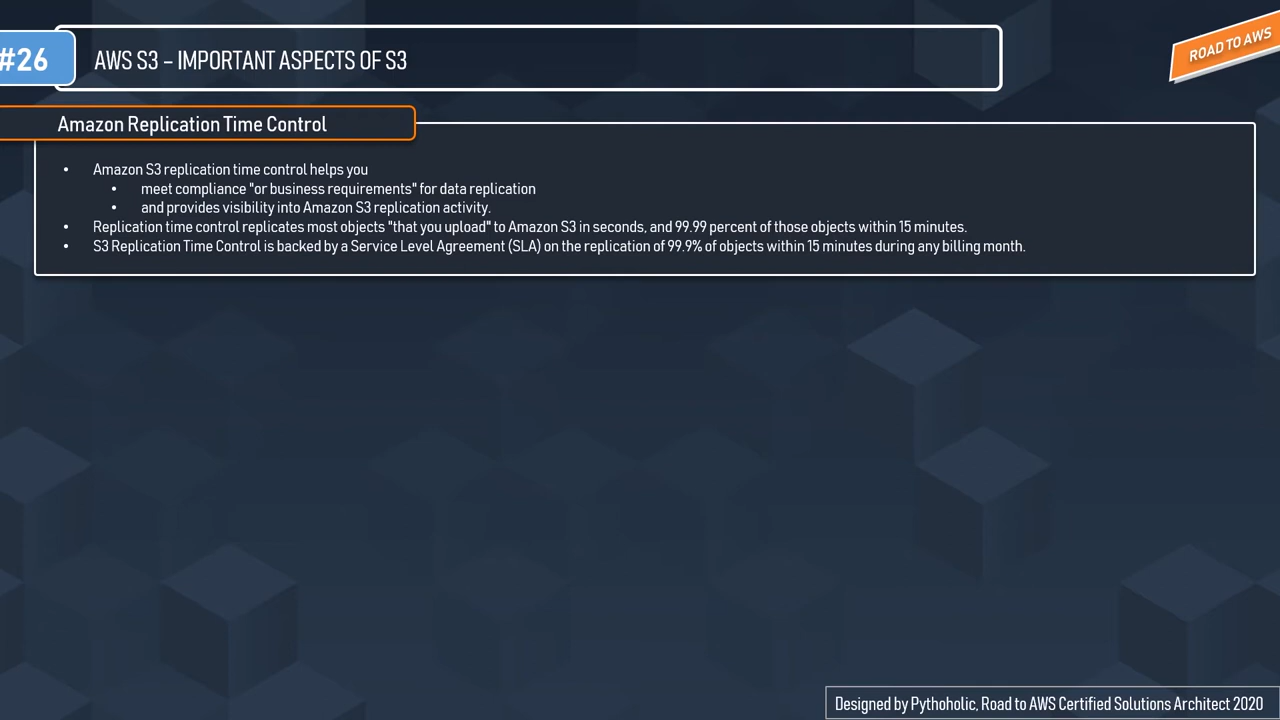 #26
AWS S3 – IMPORTANT ASPECTS OF S3
ROAD TO AWS
Amazon Replication Time Control
• Amazon S3 replication time control helps you
• meet compliance "or business requirements" for data replication
• and provides visibility into Amazon S3 replication activity.
• Replication time control replicates most objects "that you upload" to Amazon S3 in seconds, and 99.99 percent of those objects within 15 minutes.
• S3 Replication Time Control is backed by a Service Level Agreement (SLA) on the replication of 99.9% of objects within 15 minutes during any billing month.
Designed by Pythoholic, Road to AWS Certified Solutions Architect 2020